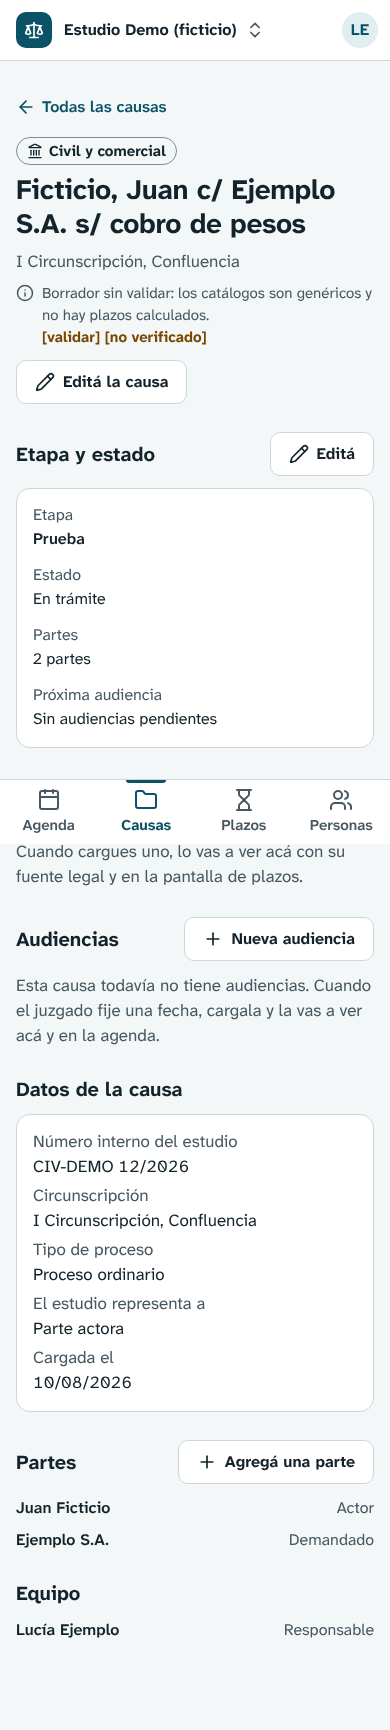 Estudio Demo (ficticio)
LE
Todas las causas
Civil y comercial
Ficticio, Juan c/ Ejemplo
S.A. s/ cobro de pesos
I Circunscripción, Confluencia
Borrador sin validar: los catálogos son genéricos y
no hay plazos calculados.
[validar] [no verificado]
Editá la causa
Etapa y estado
Editá
Etapa
Prueba
Estado
En trámite
Partes
2 partes
Próxima audiencia
Sin audiencias pendientes
Agenda
Causas
Plazos
Personas
Cuando cargues uno, lo vas a ver acá con su
fuente legal y en la pantalla de plazos.
Audiencias
Nueva audiencia
Esta causa todavía no tiene audiencias. Cuando
el juzgado fije una fecha, cargala y la vas a ver
acá y en la agenda.
Datos de la causa
Número interno del estudio
CIV-DEMO 12/2026
Circunscripción
I Circunscripción, Confluencia
Tipo de proceso
Proceso ordinario
El estudio representa a
Parte actora
Cargada el
10/08/2026
Partes
Agregá una parte
Juan Ficticio
Actor
Ejemplo S.A.
Demandado
Equipo
Lucía Ejemplo
Responsable